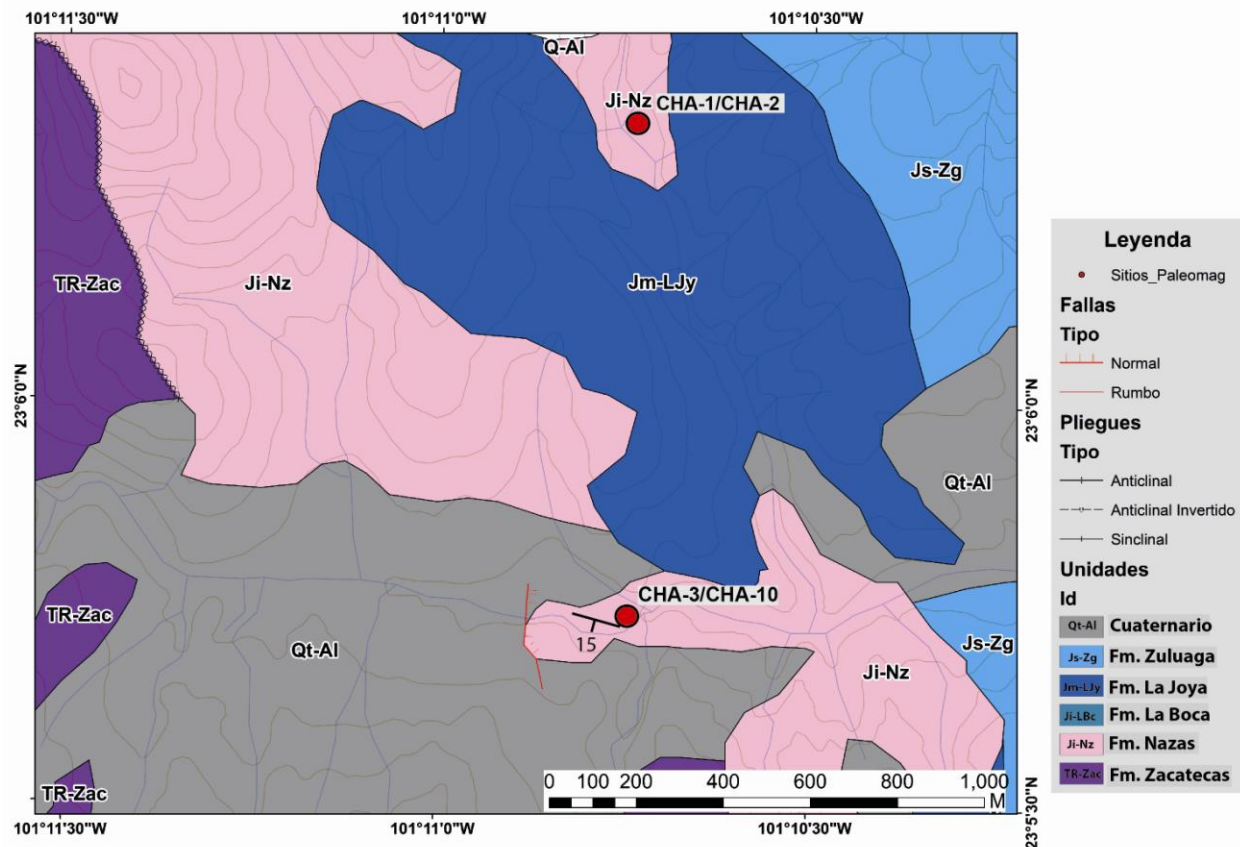 101°11'30"W
101°11'0"W
101°10'30"W
Q-Al
Ji-Nz
CHA-1/CHA-2
Js-Zg
TR-Zac
Ji-Nz
Jm-LJy
23°6'0"N
23°6'0"N
Qt-Al
CHA-3/CHA-10
15
TR-Zac
Qt-Al
Js-Zg
Ji-Nz
TR-Zac
0 100 200 400 600 800 1,000
M
23°5'30"N
101°11'30"W
101°11'0"W
101°10'30"W
Leyenda
Sitios_Paleomag
Fallas
Tipo
Normal
Rumbo
Pliegues
Tipo
Anticlinal
Anticlinal Invertido
Sinclinal
Unidades
Id
Qt-Al Cuaternario
Js-Zg Fm. Zuluaga
Jm-LJy Fm. La Joya
Ji-LBc Fm. La Boca
Ji-Nz Fm. Nazas
TR-Zac Fm. Zacatecas